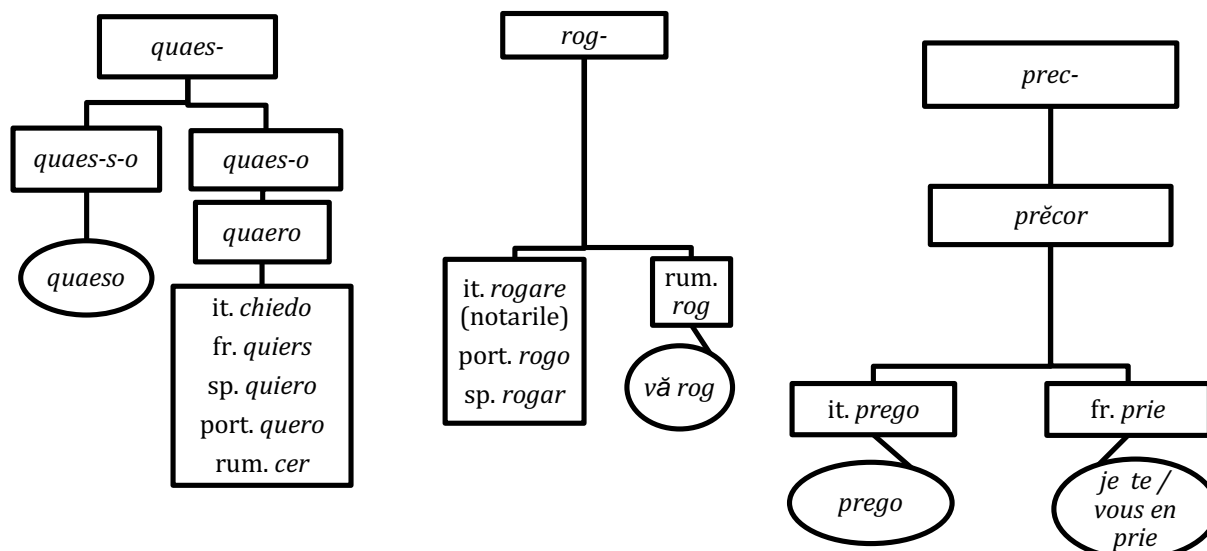 quaes-
quaes-s-o
quaes-o
quaero
quaeso
it. chiedo
fr. quiers
sp. quiero
port. quero
rum. cer
rog-
it. rogare
(notarile)
port. rogo
sp. rogar
rum.
rog
vă rog
prec-
prĕcor
it. prego
fr. prie
prego
je te /
vous en
prie